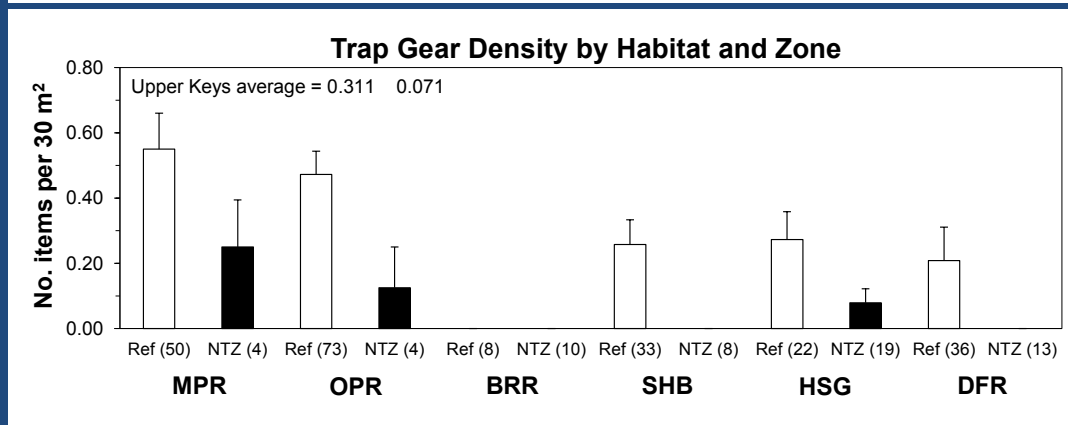 Trap Gear Density by Habitat and Zone
No. items per 30 m²
0.80
0.60
0.40
0.20
0.00
Upper Keys average = 0.311 0.071
Ref (50) NTZ (4) Ref (73) NTZ (4) Ref (8) NTZ (10) Ref (33) NTZ (8) Ref (22) NTZ (19) Ref (36) NTZ (13)
MPR OPR BRR SHB HSG DFR